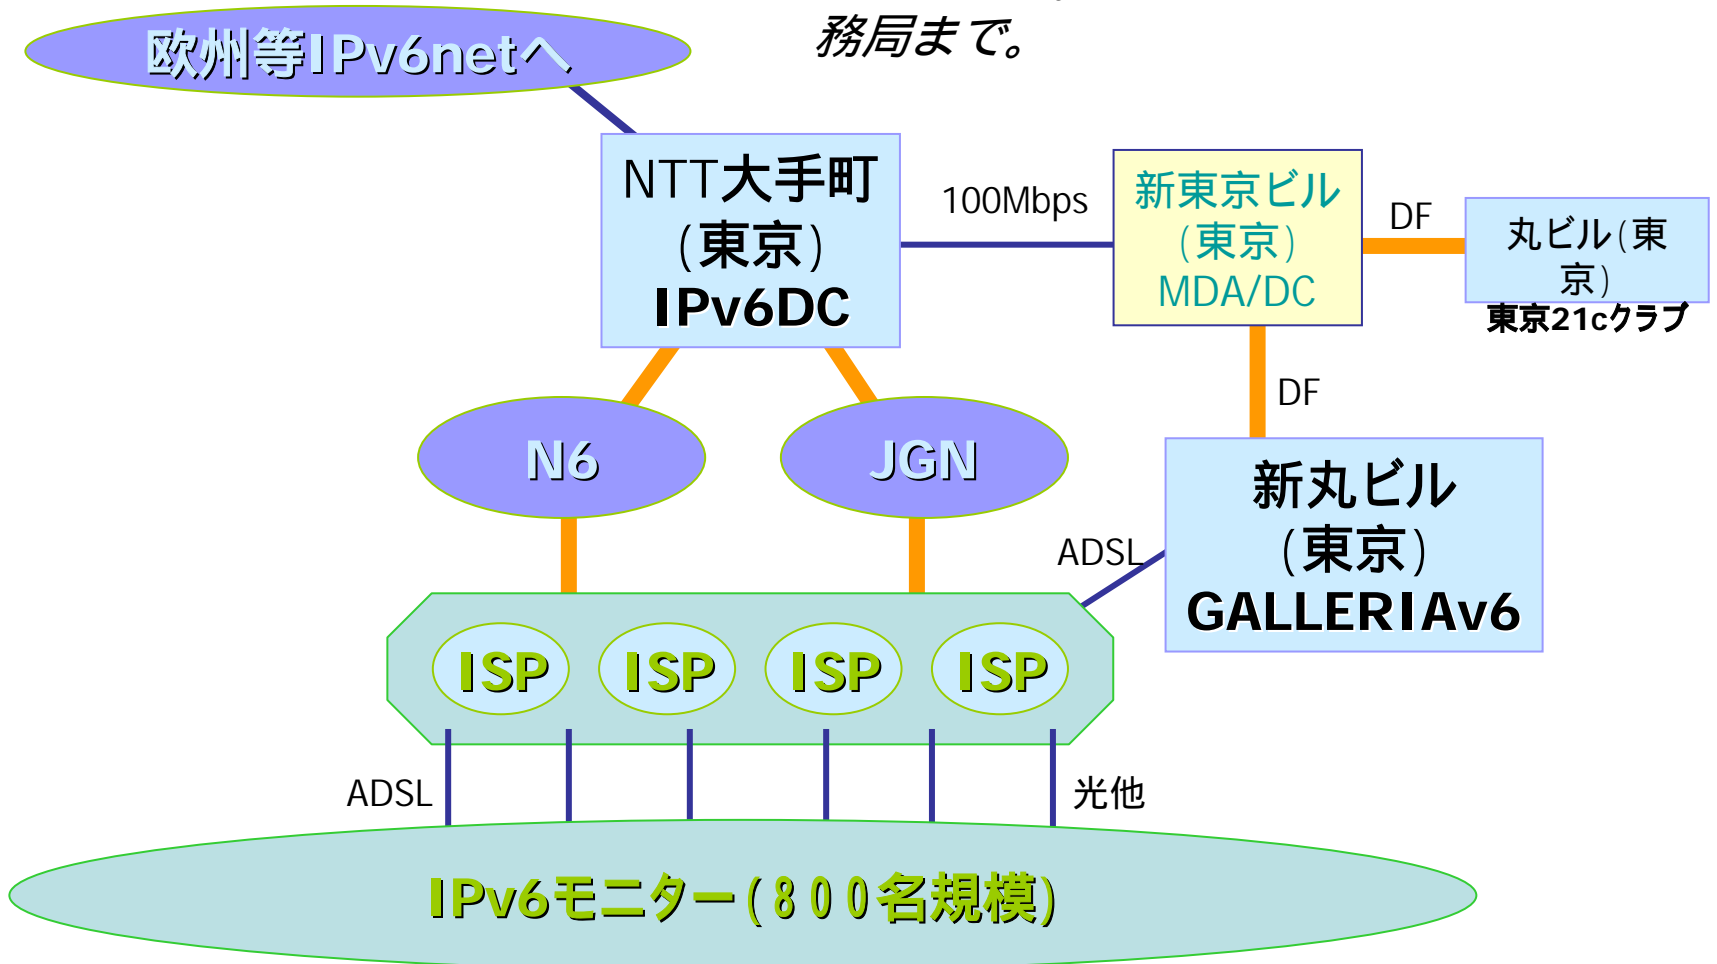 務局まで。
欧州等IPv6netへ
NTT大手町
(東京)
IPv6DC
100Mbps
新東京ビル
(東京)
MDA/DC
DF
丸ビル(東
京)
東京21cクラブ
DF
N6
JGN
新丸ビル
(東京)
GALLERIAv6
ADSL
ISP
ISP
ISP
ISP
ADSL
光他
IPv6モニター(800名規模)